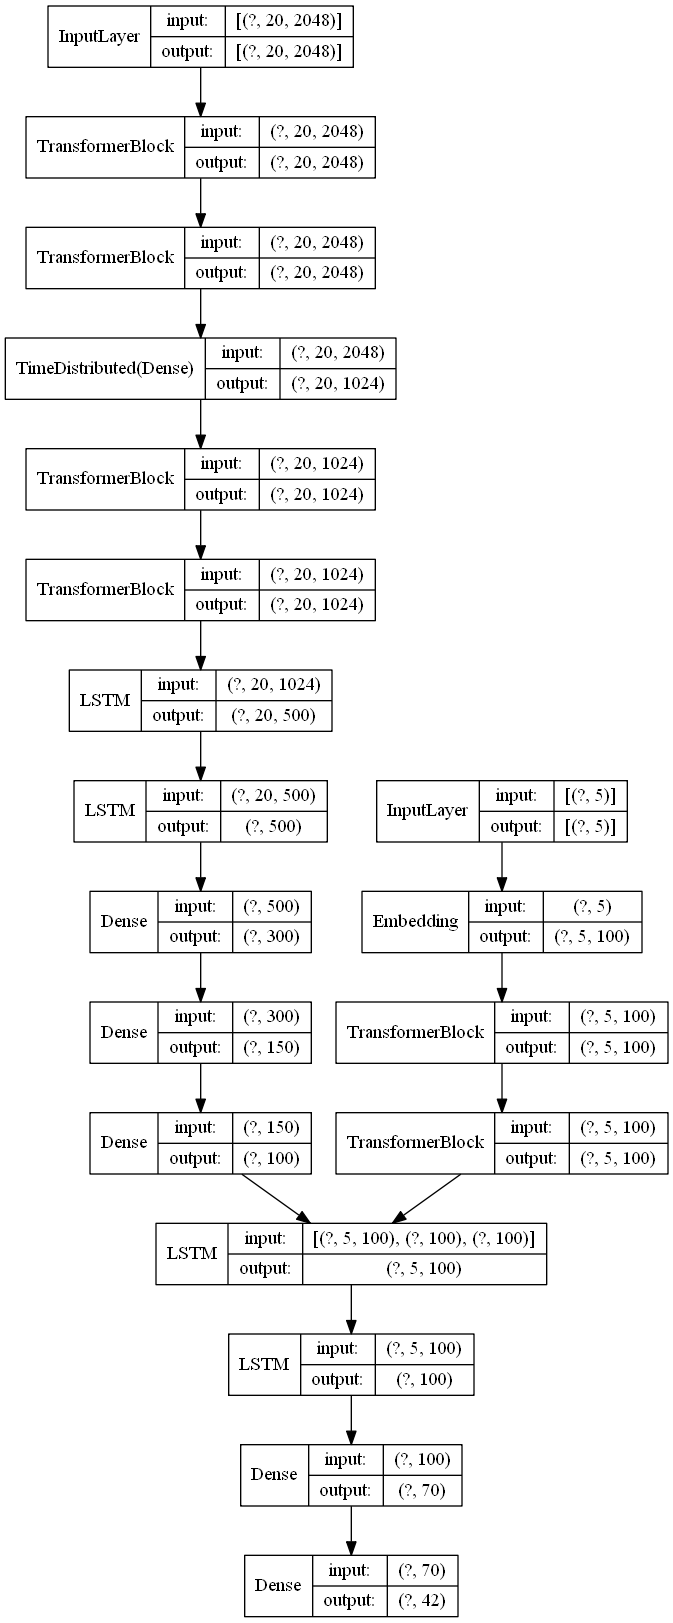 InputLayer
input: [(?, 20, 2048)]
output: [(?, 20, 2048)]
TransformerBlock
input: (?, 20, 2048)
output: (?, 20, 2048)
TransformerBlock
input: (?, 20, 2048)
output: (?, 20, 2048)
TimeDistributed(Dense)
input: (?, 20, 2048)
output: (?, 20, 1024)
TransformerBlock
input: (?, 20, 1024)
output: (?, 20, 1024)
TransformerBlock
input: (?, 20, 1024)
output: (?, 20, 1024)
LSTM
input: (?, 20, 1024)
output: (?, 20, 500)
LSTM
input: (?, 20, 500)
output: (?, 500)
InputLayer
input: [(?, 5)]
output: [(?, 5)]
Dense
input: (?, 500)
output: (?, 300)
Embedding
input: (?, 5)
output: (?, 5, 100)
Dense
input: (?, 300)
output: (?, 150)
TransformerBlock
input: (?, 5, 100)
output: (?, 5, 100)
Dense
input: (?, 150)
output: (?, 100)
TransformerBlock
input: (?, 5, 100)
output: (?, 5, 100)
LSTM
input: [(?, 5, 100), (?, 100), (?, 100)]
output: (?, 5, 100)
LSTM
input: (?, 5, 100)
output: (?, 100)
Dense
input: (?, 100)
output: (?, 70)
Dense
input: (?, 70)
output: (?, 42)